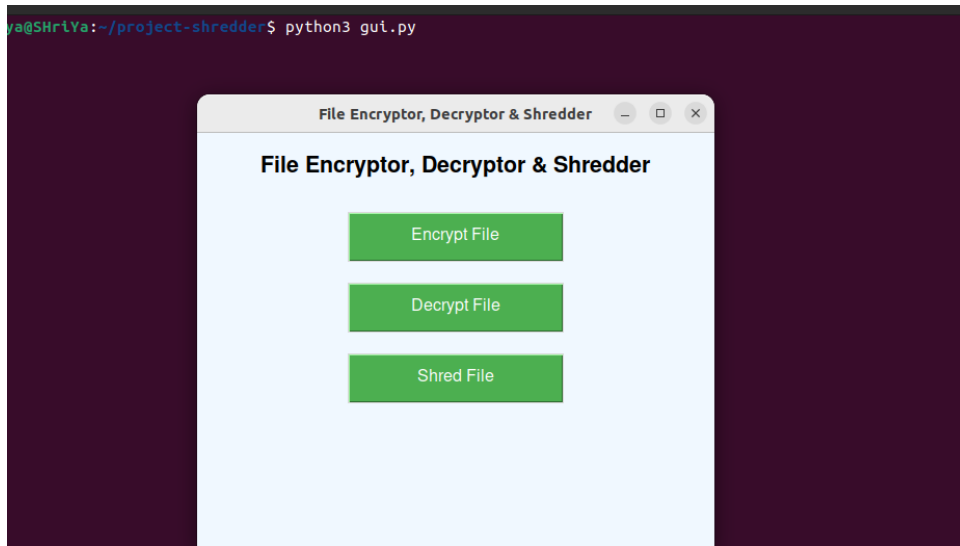 ya@SHriYa:~/project-shredder$ python3 gui.py
File Encryptor, Decryptor & Shredder
File Encryptor, Decryptor & Shredder
Encrypt File
Decrypt File
Shred File